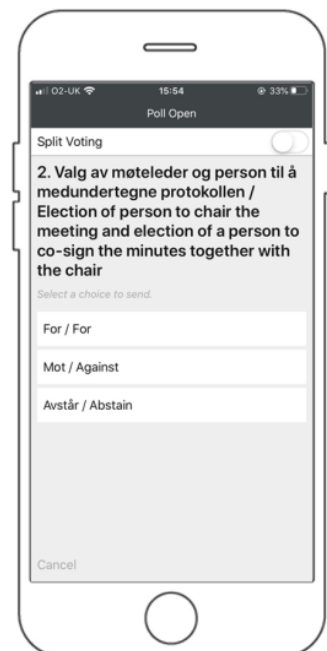 O2-UK 15:54 33%
Poll Open
Split Voting
2. Valg av møteleder og person til å
medundertegne protokollen /
Election of person to chair the
meeting and election of a person to
co-sign the minutes together with
the chair
Select a choice to send.
For / For
Mot / Against
Avstår / Abstain
Cancel